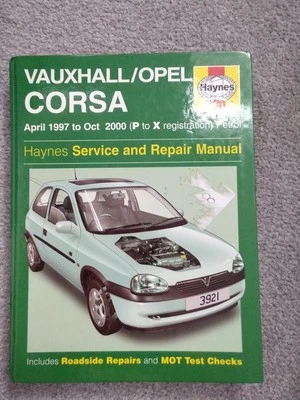 VAUXHALL/OPEL
CORSA
Haynes
April 1997 to Oct 2000 (P to X registration) Petrol
Haynes Service and Repair Manual
3921
Includes Roadside Repairs and MOT Test Checks